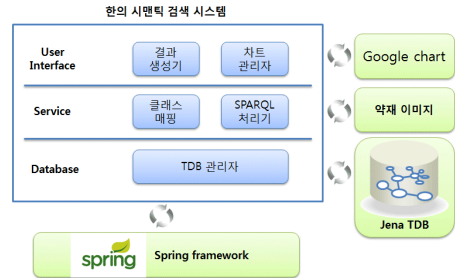 한의 시맨틱 검색 시스템
User
Interface
결과
생성기
차트
관리자
Google chart
Service
클래스
매핑
SPARQL
처리기
약재 이미지
Database
TDB 관리자
Jena TDB
spring
Spring framework